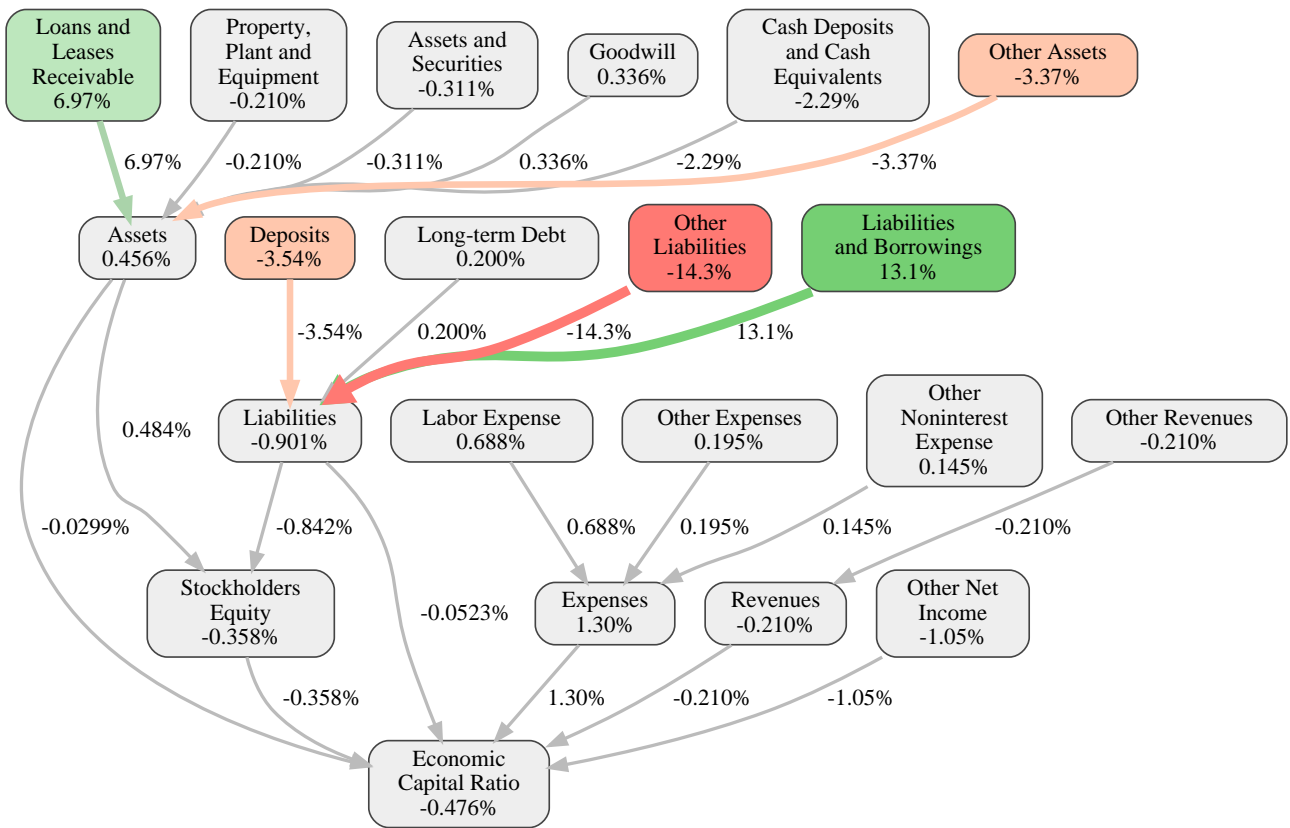 Loans and
Leases
Receivable
6.97%
Property,
Plant and
Equipment
-0.210%
Assets and
Securities
-0.311%
Goodwill
0.336%
Cash Deposits
and Cash
Equivalents
-2.29%
Other Assets
-3.37%
6.97%
-0.210%
-0.311%
0.336%
-2.29%
-3.37%
Assets
0.456%
Deposits
-3.54%
Long-term Debt
0.200%
Other
Liabilities
-14.3%
Liabilities
and Borrowings
13.1%
-3.54%
0.200%
-14.3%
13.1%
0.484%
Liabilities
-0.901%
Labor Expense
0.688%
Other Expenses
0.195%
Other
Noninterest
Expense
0.145%
Other Revenues
-0.210%
-0.0299%
-0.842%
0.688%
0.195%
0.145%
-0.210%
Stockholders
Equity
-0.358%
-0.0523%
Expenses
1.30%
Revenues
-0.210%
Other Net
Income
-1.05%
-0.358%
1.30%
-0.210%
-1.05%
Economic
Capital Ratio
-0.476%